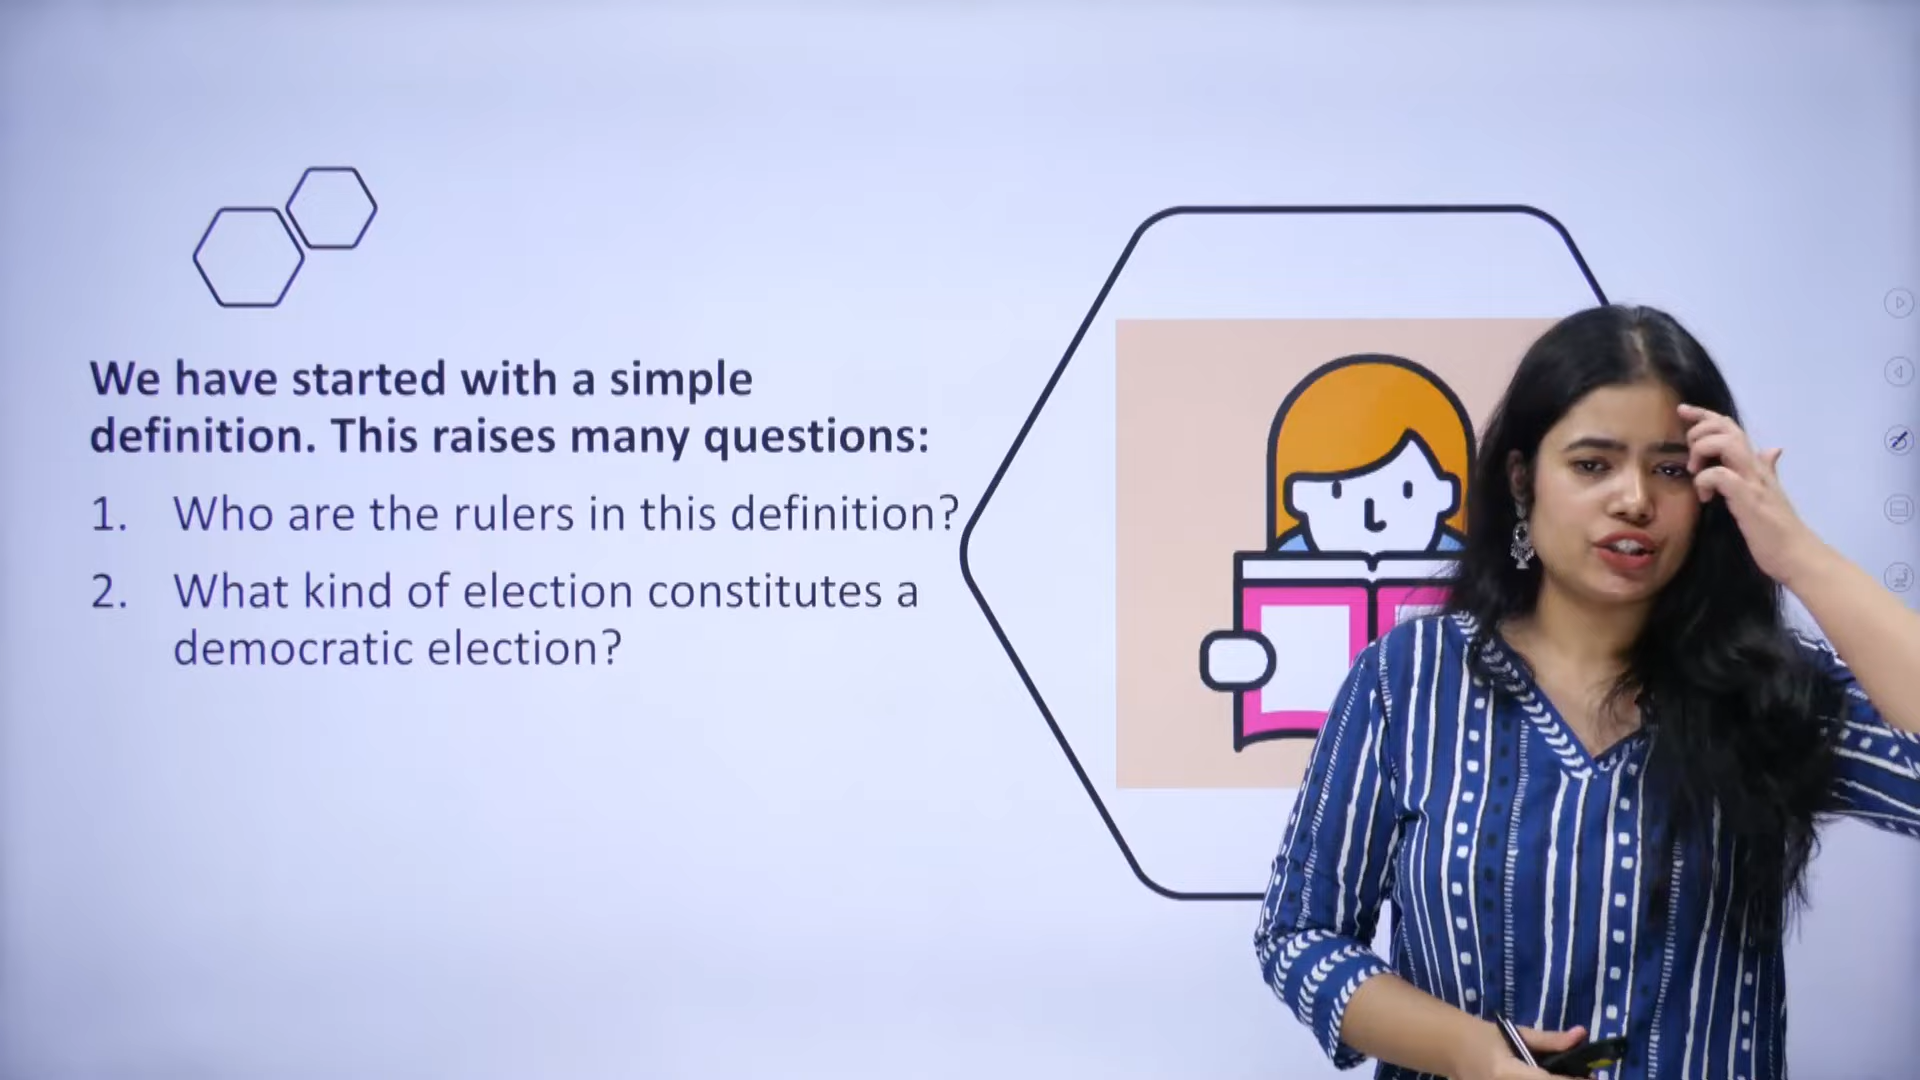 We have started with a simple
definition. This raises many questions:
1. Who are the rulers in this definition?
2. What kind of election constitutes a
democratic election?